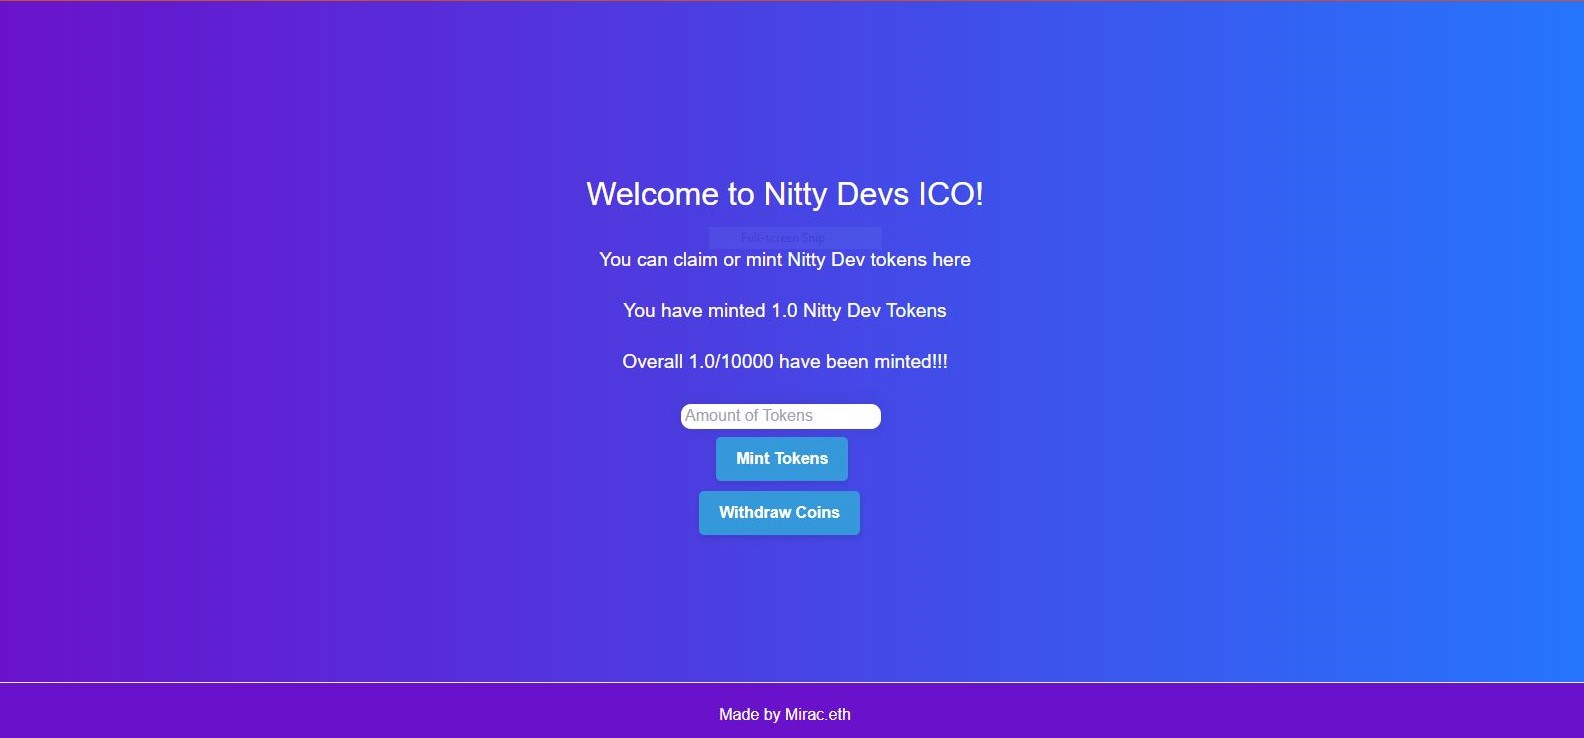 Welcome to Nitty Devs ICO!
Full-screen Snip
You can claim or mint Nitty Dev tokens here
You have minted 1.0 Nitty Dev Tokens
Overall 1.0/10000 have been minted!!!
Amount of Tokens
Mint Tokens
Withdraw Coins
Made by Mirac.eth